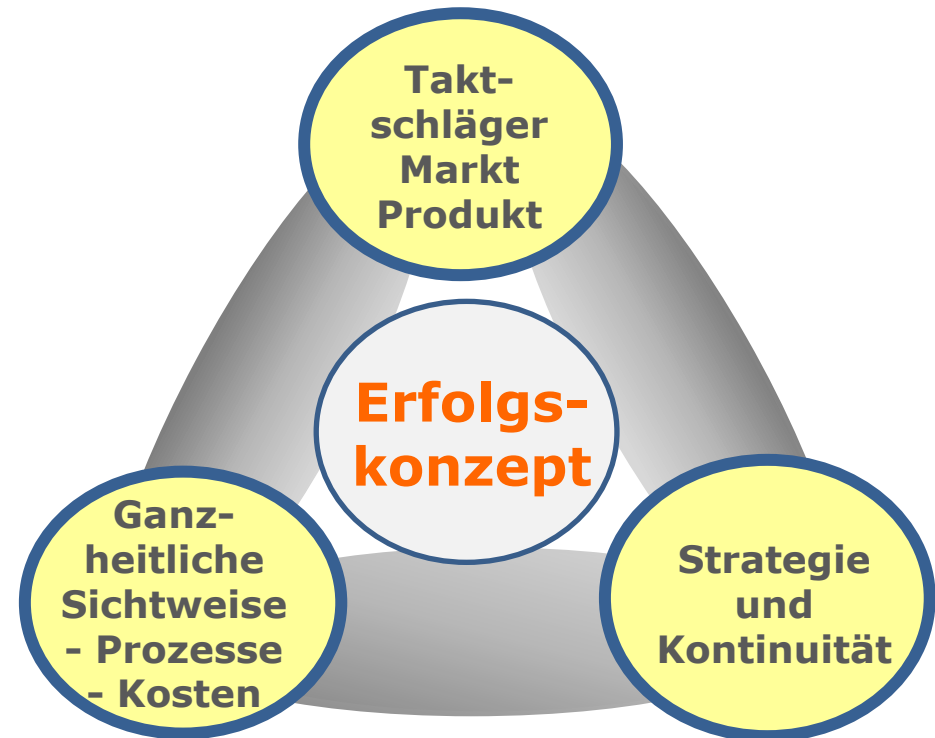 Takt-
schläger
Markt
Produkt
Erfolgs-
konzept
Ganz-
heitliche
Sichtweise
- Prozesse
- Kosten
Strategie
und
Kontinuität